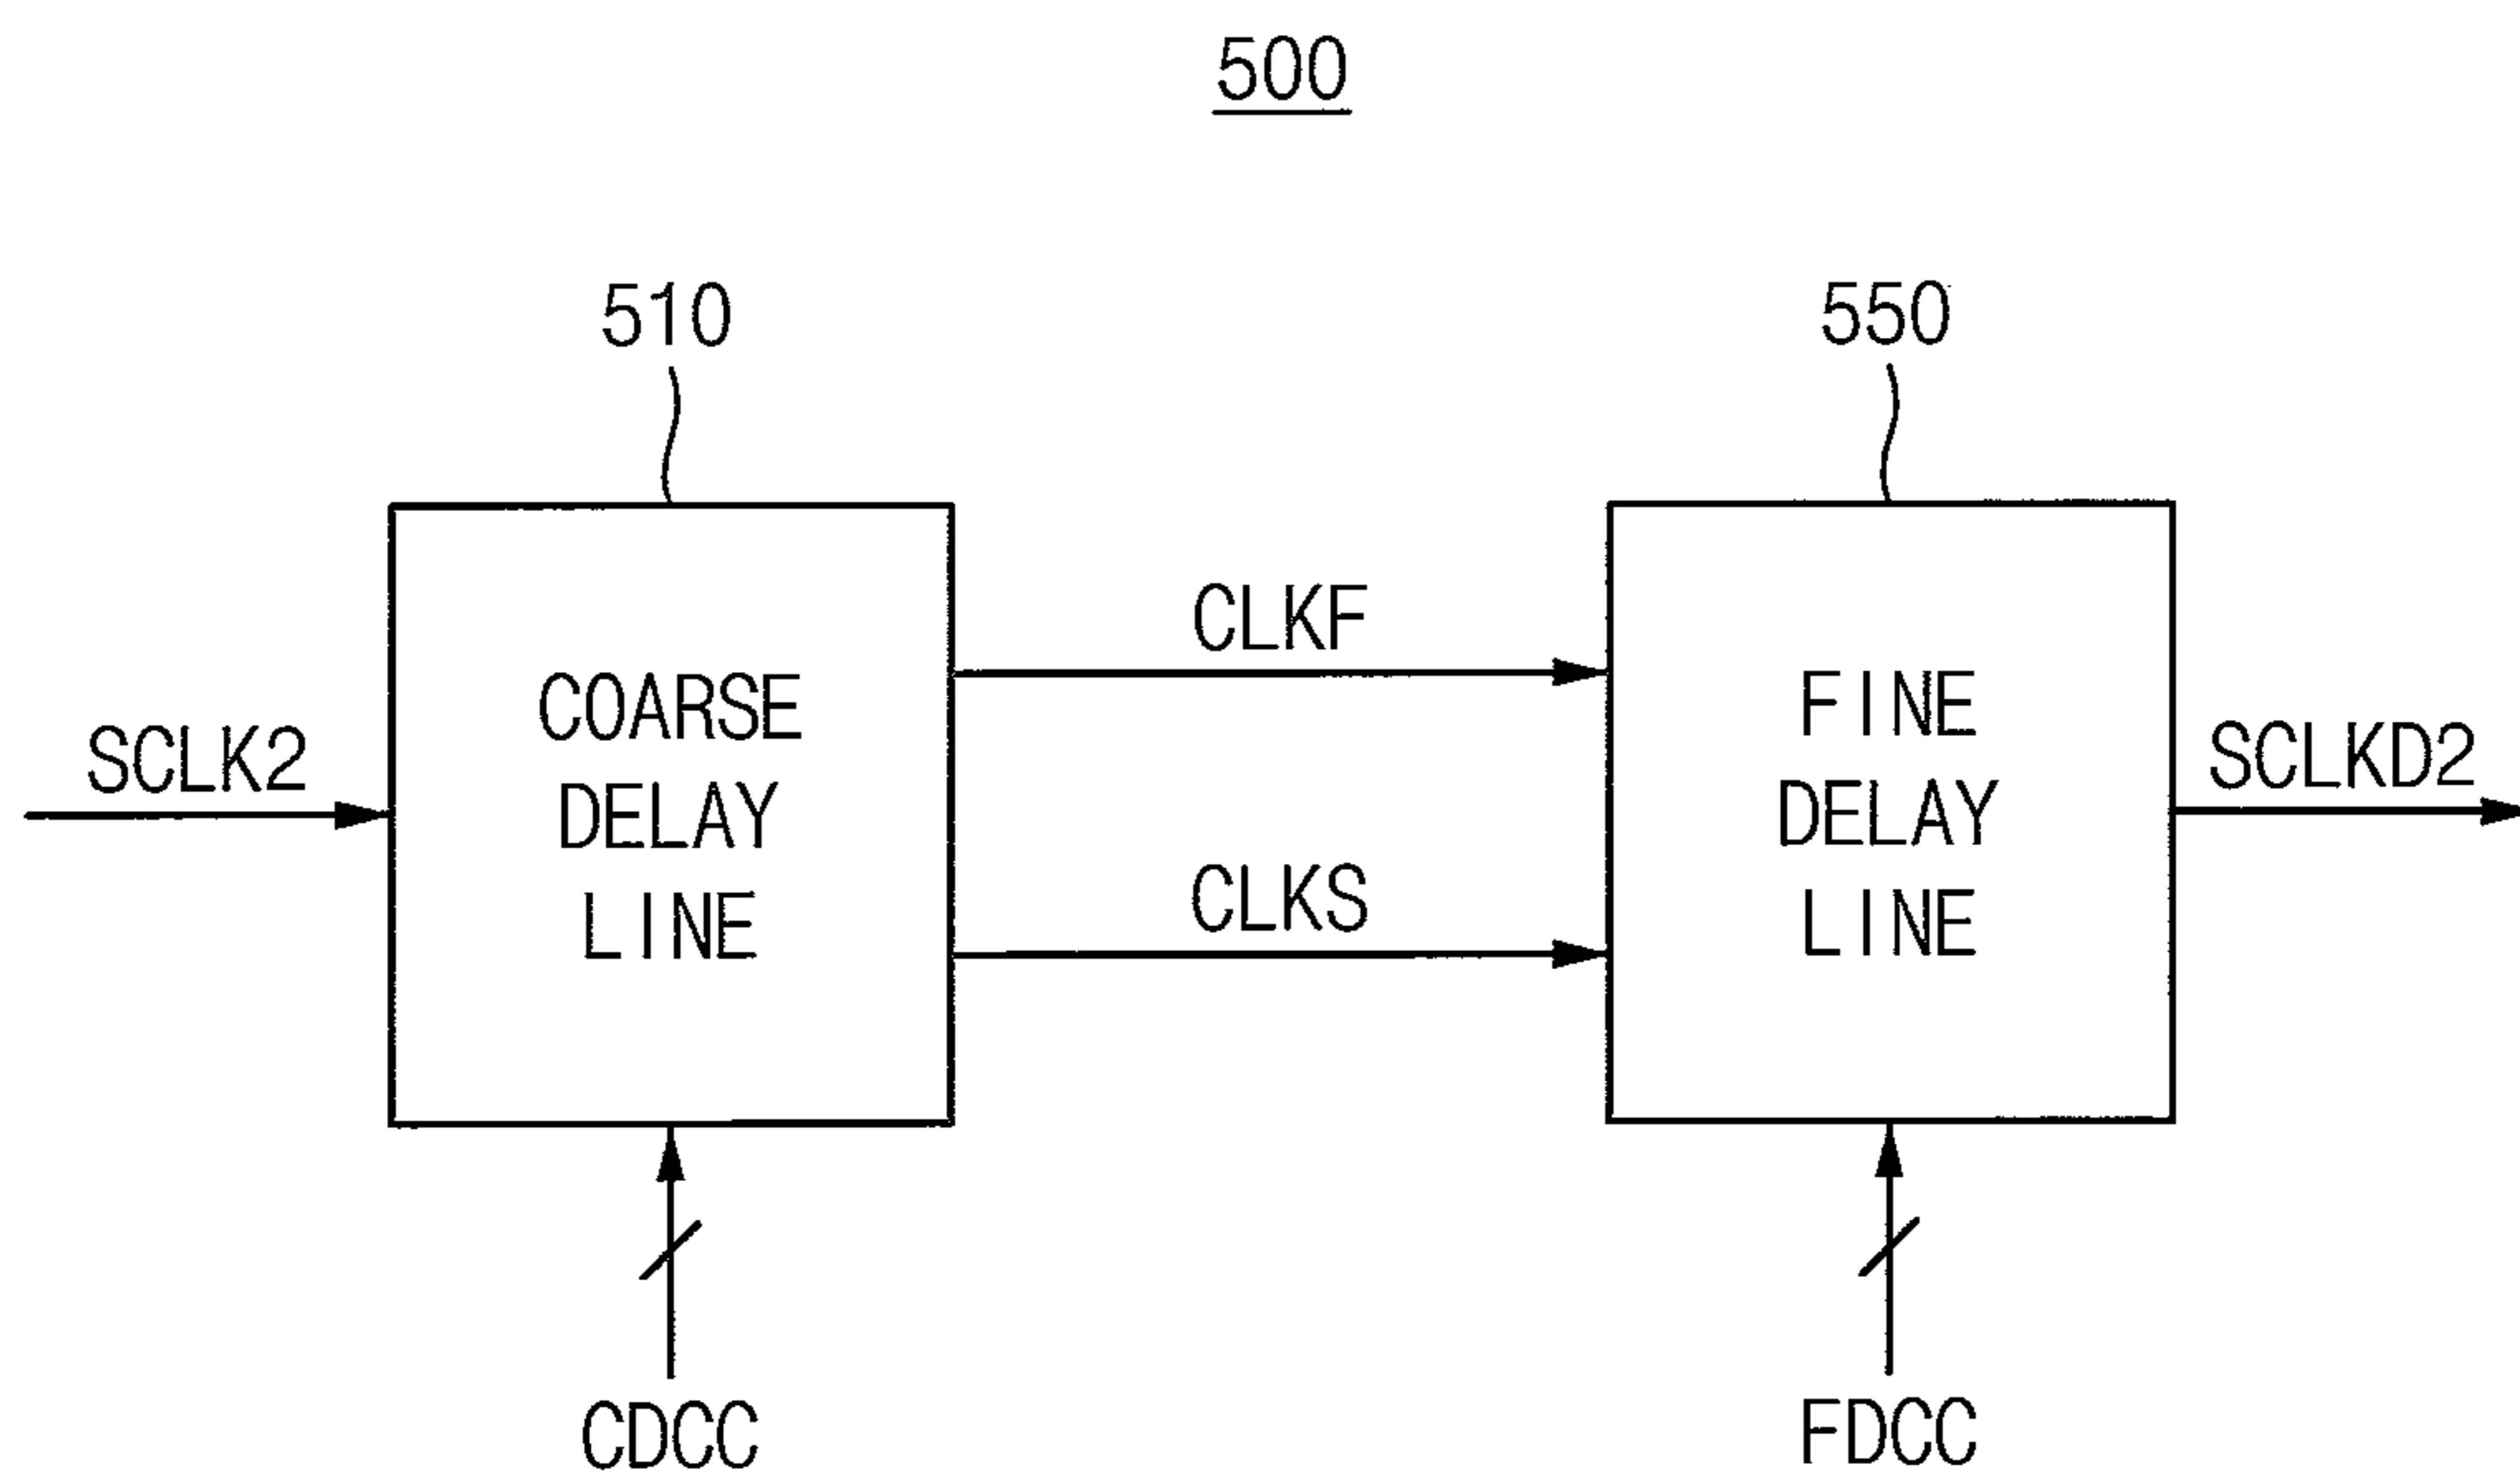 500
510
550
SCLK2
COARSE
DELAY
LINE
CLKF
CLKS
FINE
DELAY
LINE
SCLKD2
CDCC
FDCC